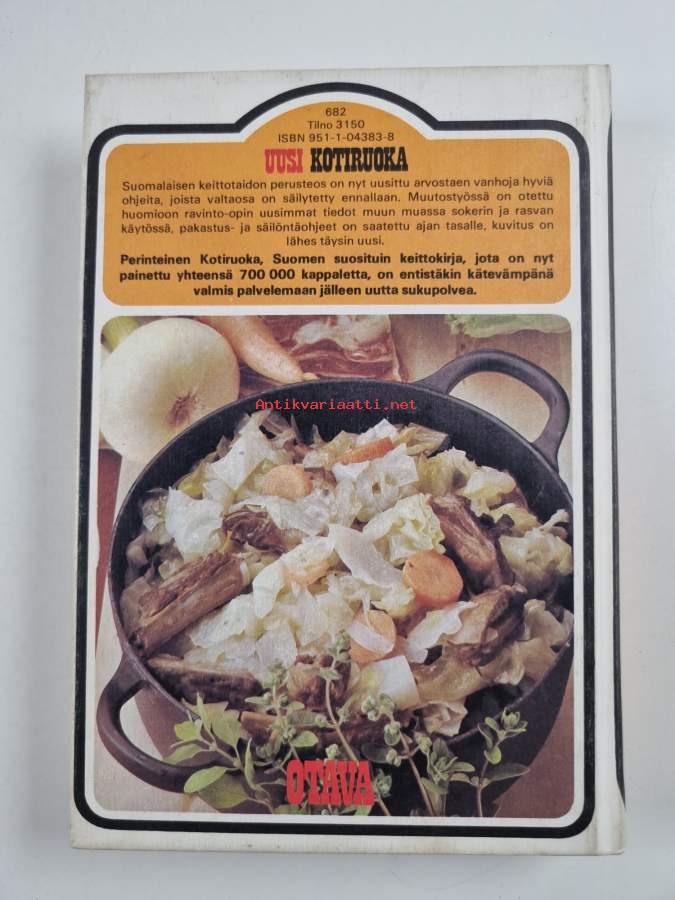 682
Tilno 3150
ISBN 951-1-04383-8
UUSI KOTIRUOKA
Suomalaisen keittotaidon perusteos on nyt uusittu arvostaen vanhoja hyviä
ohjeita, joista valtaosa on säilytetty ennallaan. Muutostyössä on otettu
huomioon ravinto-opin uusimmat tiedot muun muassa sokerin ja rasvan
käytössä, pakastus- ja säilöntäohjeet on saatettu ajan tasalle, kuvitus on
lähes täysin uusi.
Perinteinen Kotiruoka, Suomen suosituin keittokirja, jota on nyt
painettu yhteensä 700 000 kappaletta, on entistäkin kätevämpänä
valmis palvelemaan jälleen uutta sukupolvea.
Antikvariaatti.net
OTAVA